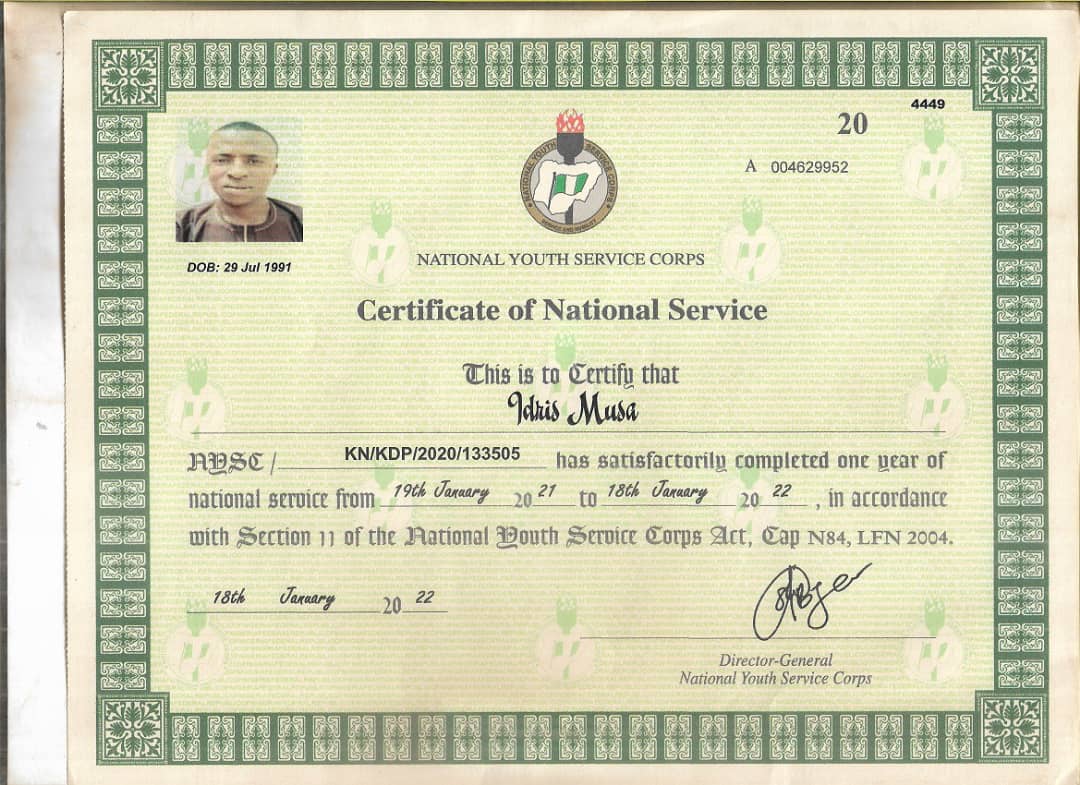 4449
20
A 004629952
NATIONAL YOUTH SERVICE CORPS
SERVICE AND HUMILITY
DOB: 29 Jul 1991
NATIONAL YOUTH SERVICE CORPS
Certificate of National Service
This is to Certify that
Idris Musa
NYSC / KN/KDP/2020/133505 has satisfactorily completed one year of
national service from 19th January 20 21 to 18th January 20 22 , in accordance
with Section 11 of the National Youth Service Corps Act, Cap N84, LFN 2004.
18th January 20 22
Director-General
National Youth Service Corps